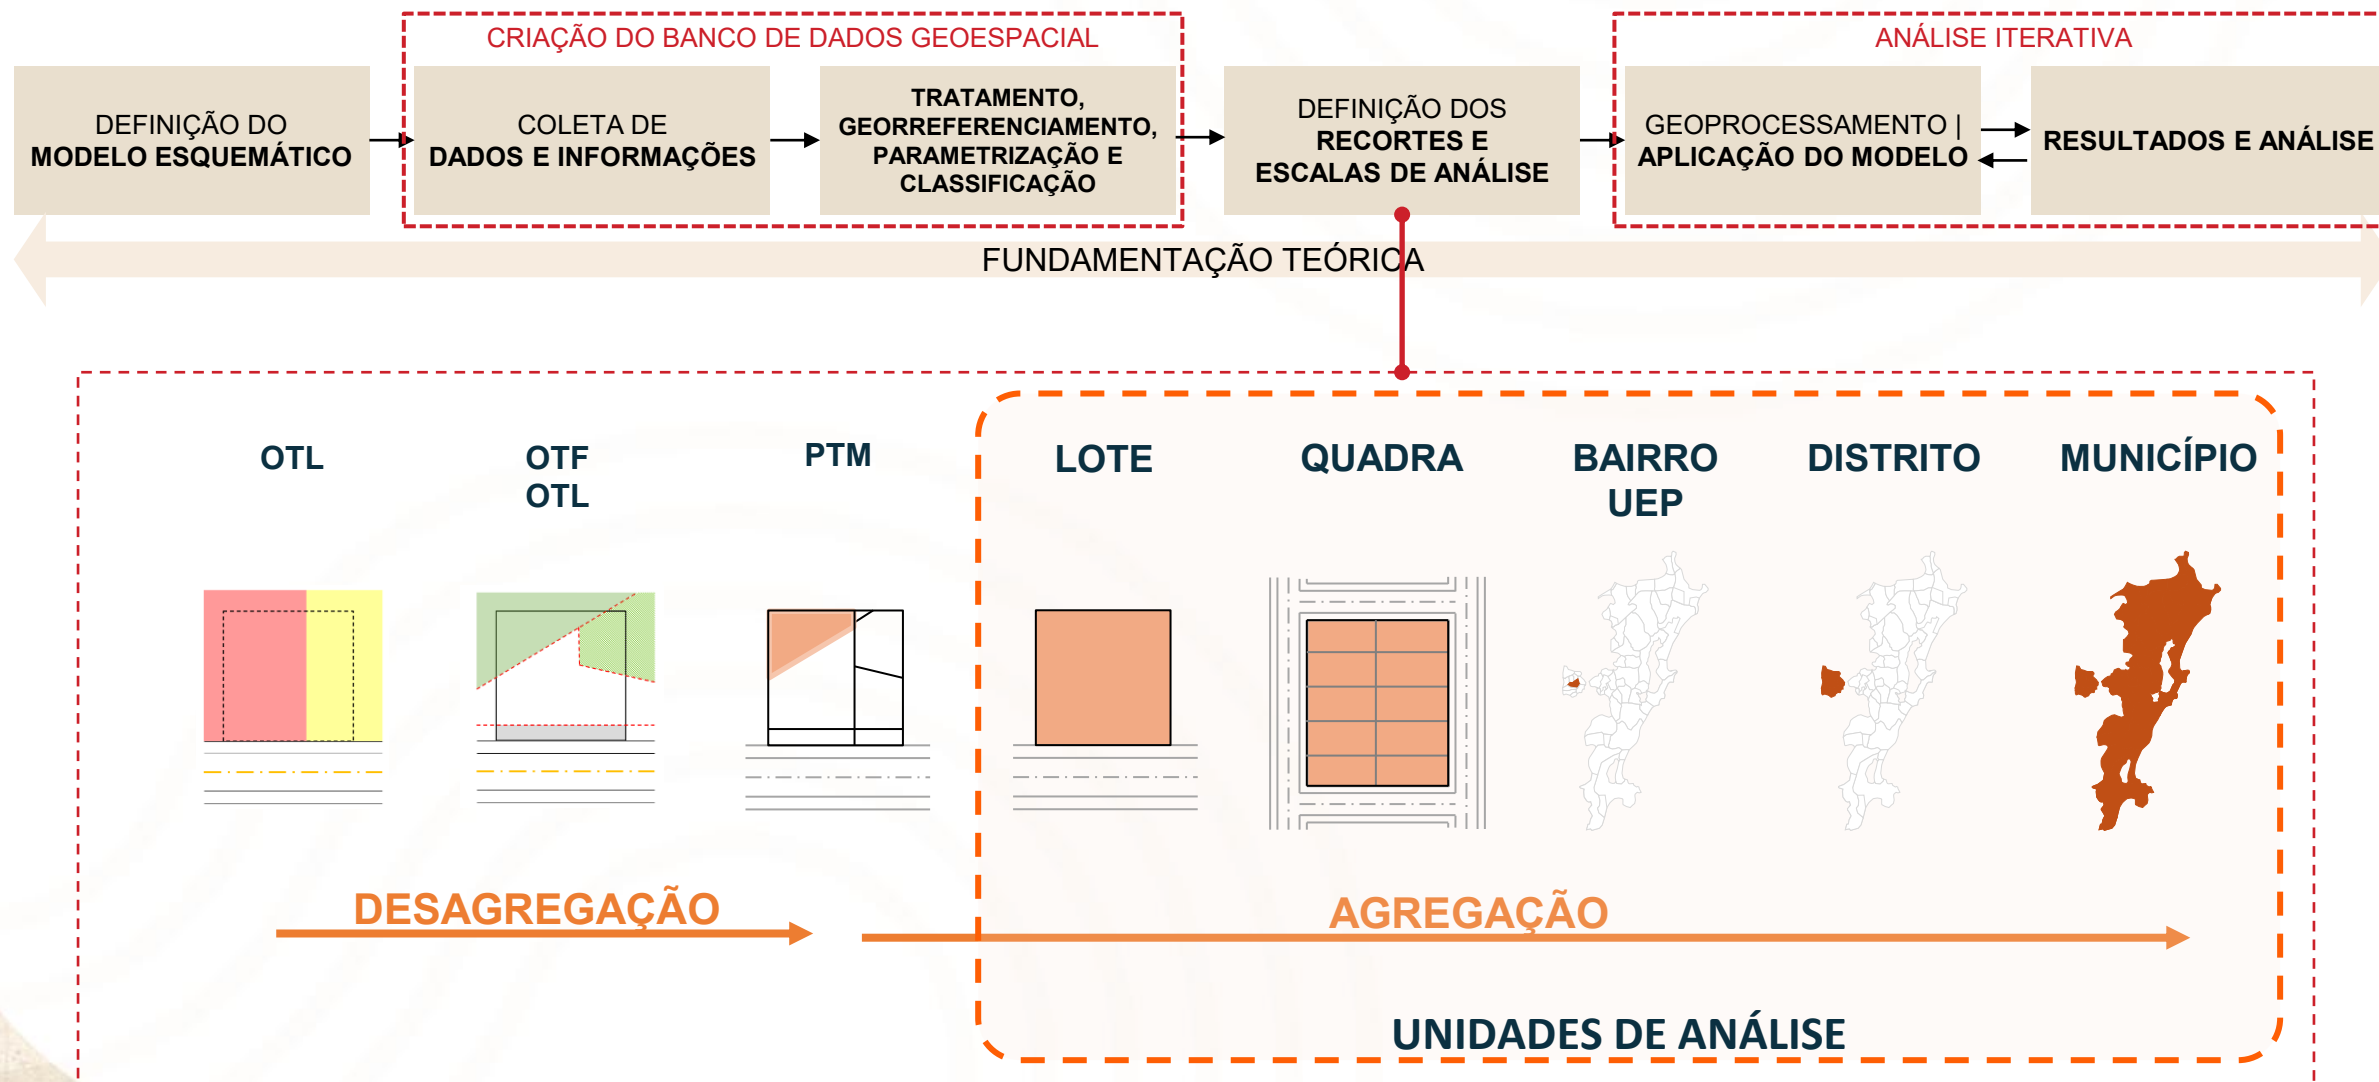 CRIAÇÃO DO BANCO DE DADOS GEOESPACIAL
ANÁLISE ITERATIVA
DEFINIÇÃO DO
MODELO ESQUEMÁTICO
COLETA DE
DADOS E INFORMAÇÕES
TRATAMENTO,
GEORREFERENCIAMENTO,
PARAMETRIZAÇÃO E
CLASSIFICAÇÃO
DEFINIÇÃO DOS
RECORTES E
ESCALAS DE ANÁLISE
GEOPROCESSAMENTO |
APLICAÇÃO DO MODELO
RESULTADOS E ANÁLISE
FUNDAMENTAÇÃO TEÓRICA
OTL
OTF
OTL
PTM
LOTE
QUADRA
BAIRRO
UEP
DISTRITO
MUNICÍPIO
DESAGREGAÇÃO
AGREGAÇÃO
UNIDADES DE ANÁLISE